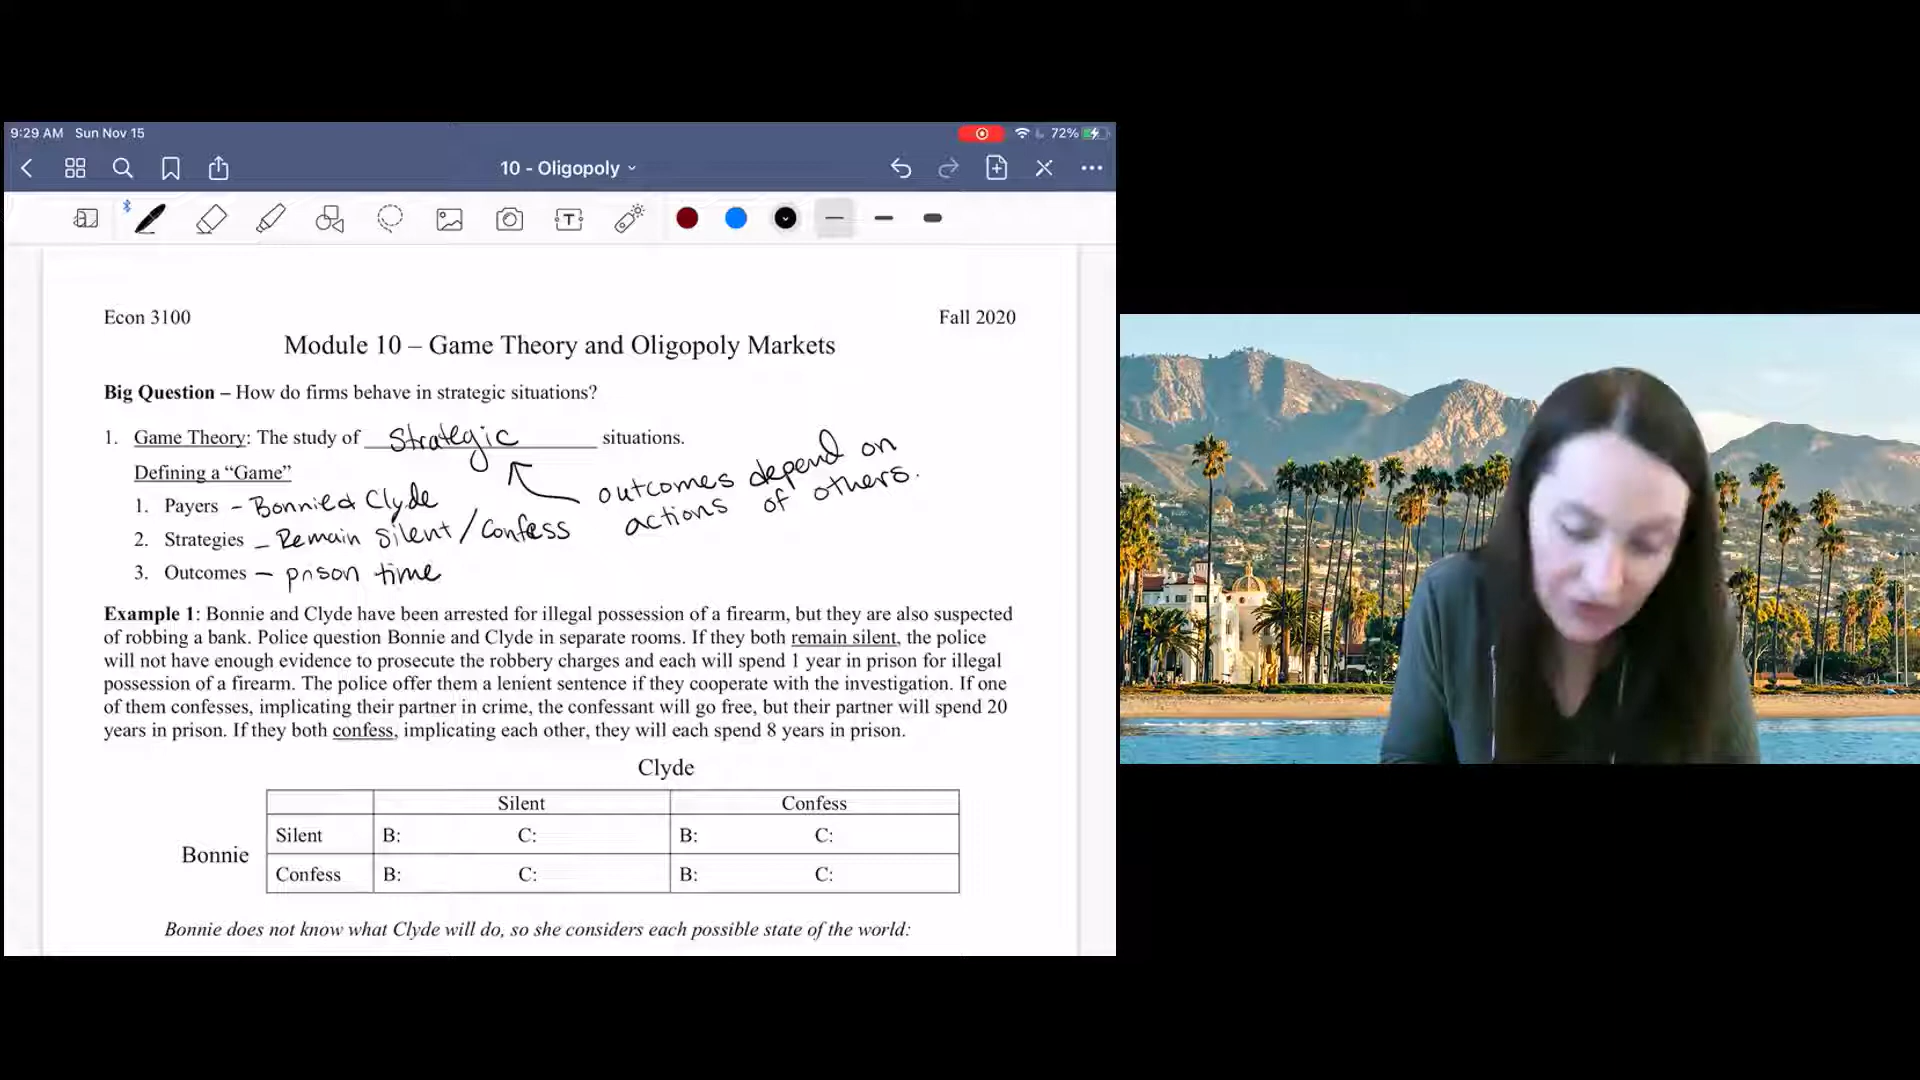 9:29 AM Sun Nov 15
72%
10 - Oligopoly
T
Econ 3100 Fall 2020
Module 10 – Game Theory and Oligopoly Markets
Big Question – How do firms behave in strategic situations?
1. Game Theory: The study of strategic situations.
outcomes depend on
actions of others.
Defining a “Game”
1. Payers - Bonnie & Clyde
2. Strategies - Remain silent/confess
3. Outcomes - prison time
Example 1: Bonnie and Clyde have been arrested for illegal possession of a firearm, but they are also suspected
of robbing a bank. Police question Bonnie and Clyde in separate rooms. If they both remain silent, the police
will not have enough evidence to prosecute the robbery charges and each will spend 1 year in prison for illegal
possession of a firearm. The police offer them a lenient sentence if they cooperate with the investigation. If one
of them confesses, implicating their partner in crime, the confessant will go free, but their partner will spend 20
years in prison. If they both confess, implicating each other, they will each spend 8 years in prison.
Clyde
Silent Confess
Silent B: C: B: C:
Bonnie
Confess B: C: B: C:
Bonnie does not know what Clyde will do, so she considers each possible state of the world: